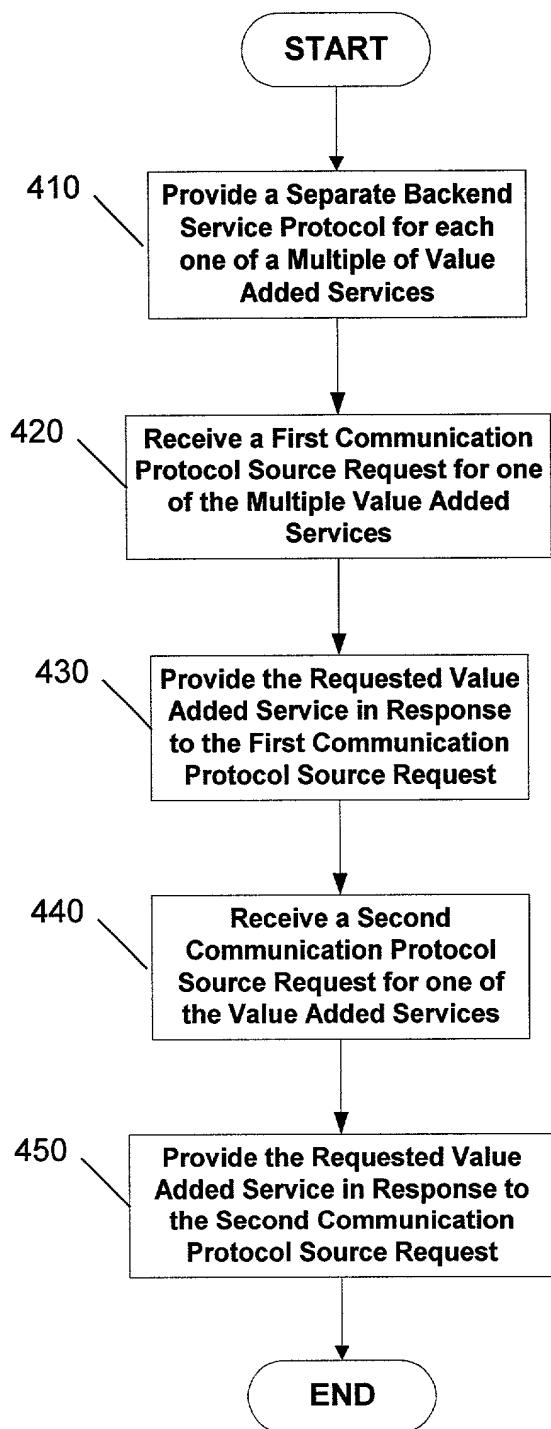 START
410
Provide a Separate Backend
Service Protocol for each
one of a Multiple of Value
Added Services
420
Receive a First Communication
Protocol Source Request for one
of the Multiple Value Added
Services
430
Provide the Requested Value
Added Service in Response
to the First Communication
Protocol Source Request
440
Receive a Second
Communication Protocol
Source Request for one of
the Value Added Services
450
Provide the Requested Value
Added Service in Response to
the Second Communication
Protocol Source Request
END